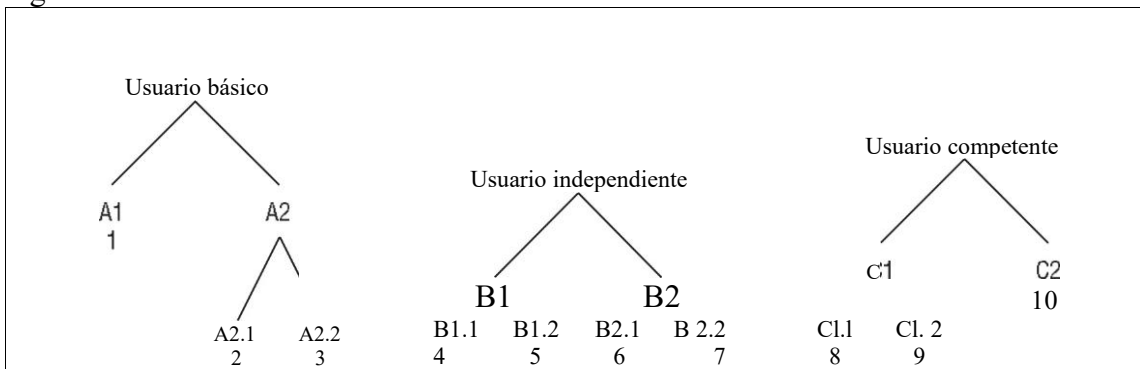 Usuario básico
Usuario competente
Usuario independiente
A1 A2
1
C1 C2
10
B1 B2
A2.1 A2.2 B1.1 B1.2 B2.1 B 2.2 Cl.1 Cl. 2
2 3 4 5 6 7 8 9